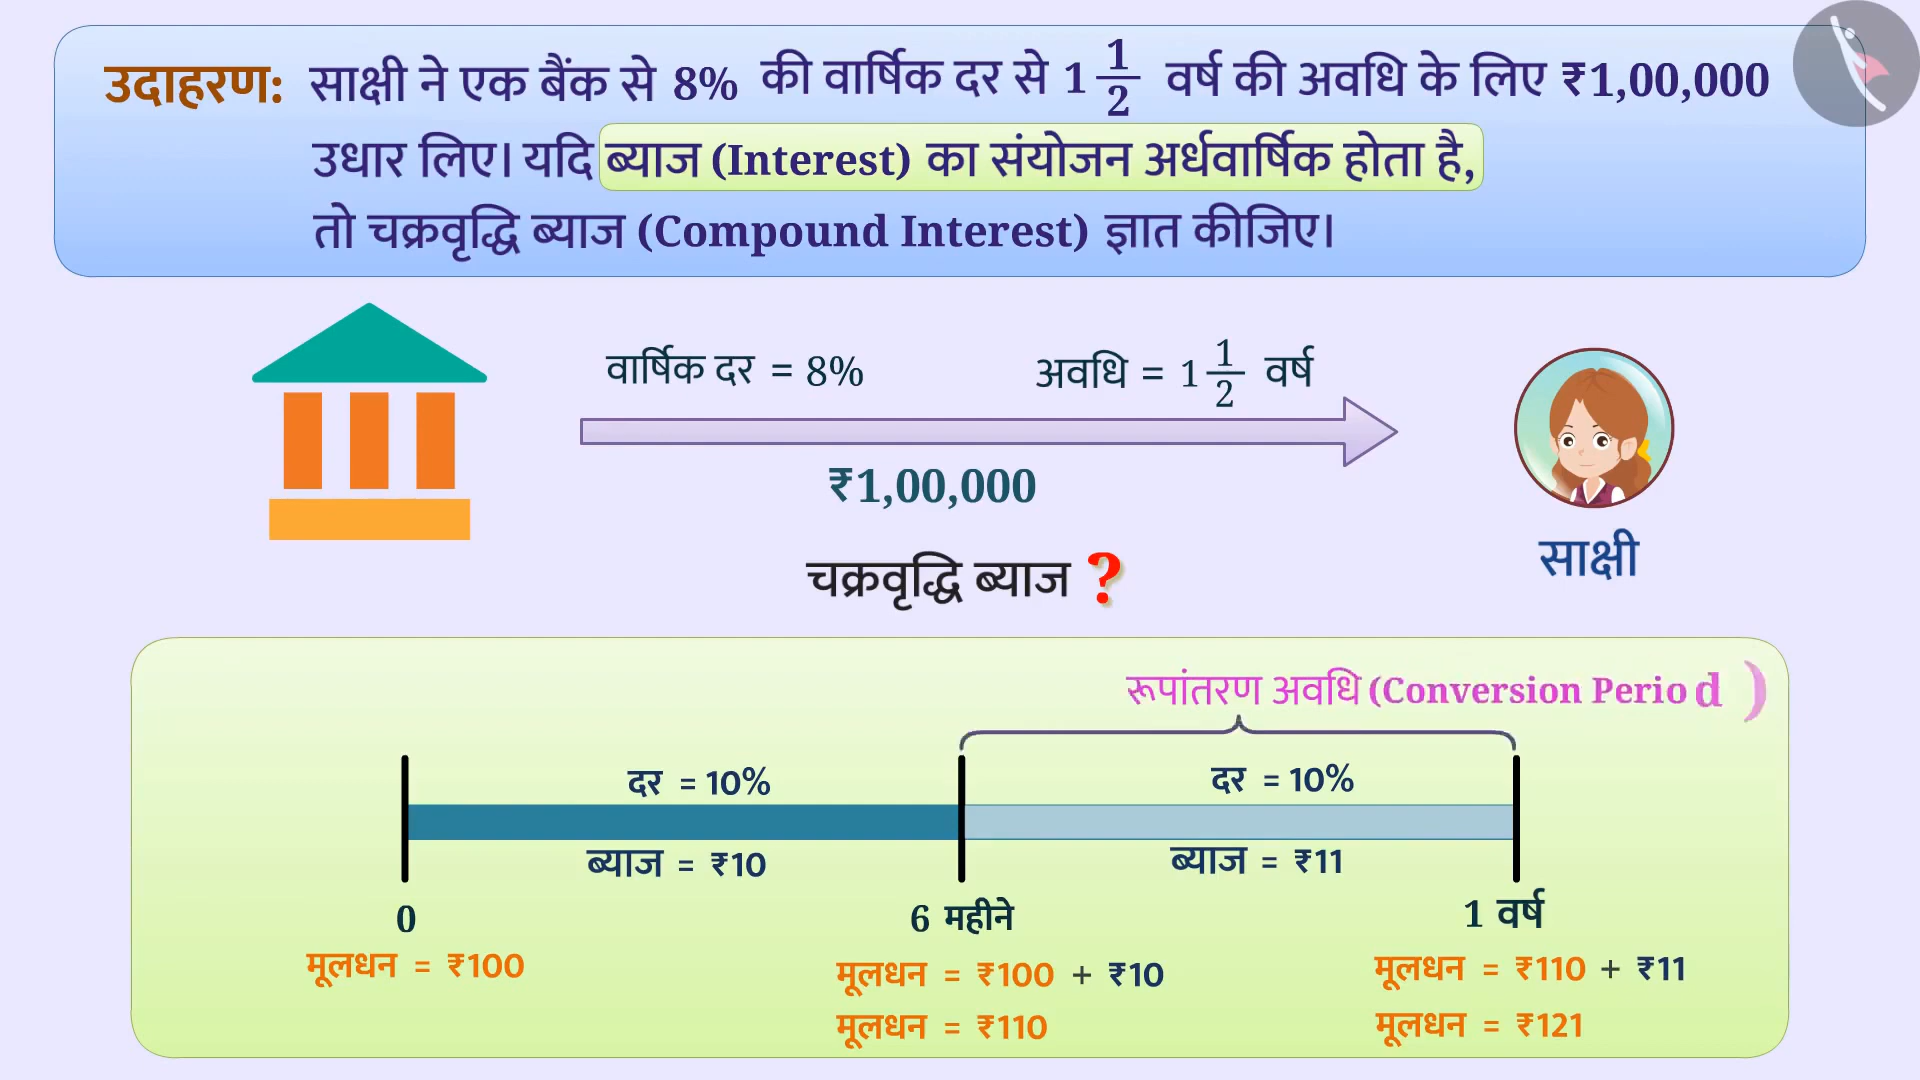 उदाहरण: साक्षी ने एक बैंक से 8% की वार्षिक दर से 1 1/2 वर्ष की अवधि के लिए ₹1,00,000
उधार लिए। यदि ब्याज (Interest) का संयोजन अर्धवार्षिक होता है,
तो चक्रवृद्धि ब्याज (Compound Interest) ज्ञात कीजिए।
वार्षिक दर = 8% अवधि = 1 1/2 वर्ष
₹1,00,000
साक्षी
चक्रवृद्धि ब्याज ?
रूपांतरण अवधि (Conversion Period)
दर = 10% दर = 10%
ब्याज = ₹10 ब्याज = ₹11
0 6 महीने 1 वर्ष
मूलधन = ₹100 मूलधन = ₹100 + ₹10 मूलधन = ₹110 + ₹11
मूलधन = ₹110 मूलधन = ₹121